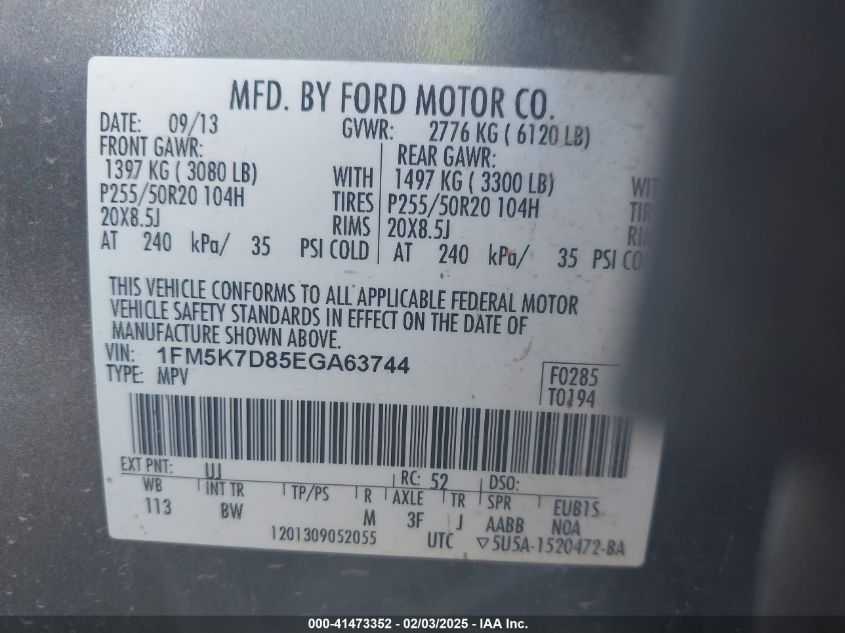 MFD. BY FORD MOTOR CO.
DATE: 09/13 GVWR: 2776 KG ( 6120 LB)
FRONT GAWR: REAR GAWR:
1397 KG ( 3080 LB) WITH 1497 KG ( 3300 LB)
P255/50R20 104H TIRES P255/50R20 104H
20X8.5J RIMS 20X8.5J
AT 240 kPa/ 35 PSI COLD AT 240 kPa/ 35 PSI CO
THIS VEHICLE CONFORMS TO ALL APPLICABLE FEDERAL MOTOR
VEHICLE SAFETY STANDARDS IN EFFECT ON THE DATE OF
MANUFACTURE SHOWN ABOVE.
VIN: 1FM5K7D85EGA63744
TYPE: MPV F0285
T0194
EXT PNT: UJ RC: 52 DSO:
WB INT TR TP/PS R AXLE TR SPR EUB1S
113 BW M 3F J AABB NOA
1201309052055 UTC ▽5U5A-1520472-BA
000-41473352 - 02/03/2025 - IAA Inc.